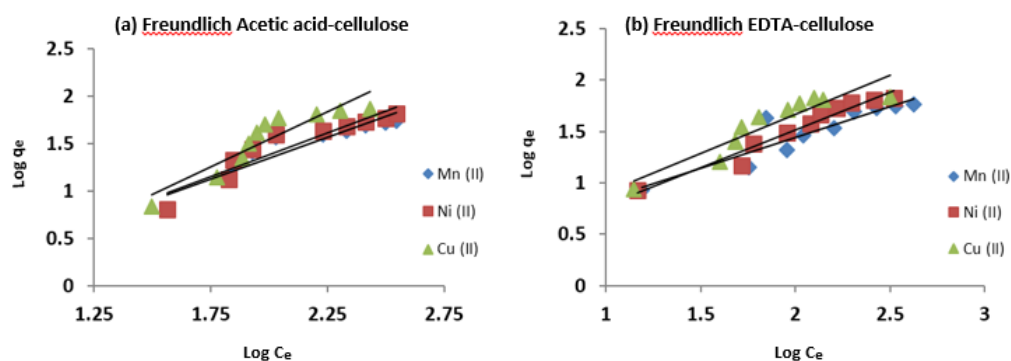 (a) Freundlich Acetic acid-cellulose
2.5
2
1.5
1
0.5
0
1.25
1.75
2.25
2.75
Log qe
Log Ce
Mn (II)
Ni (II)
Cu (II)
(b) Freundlich EDTA-cellulose
2.5
2
1.5
1
0.5
0
1
1.5
2
2.5
3
Log qe
Log Ce
Mn (II)
Ni (II)
Cu (II)